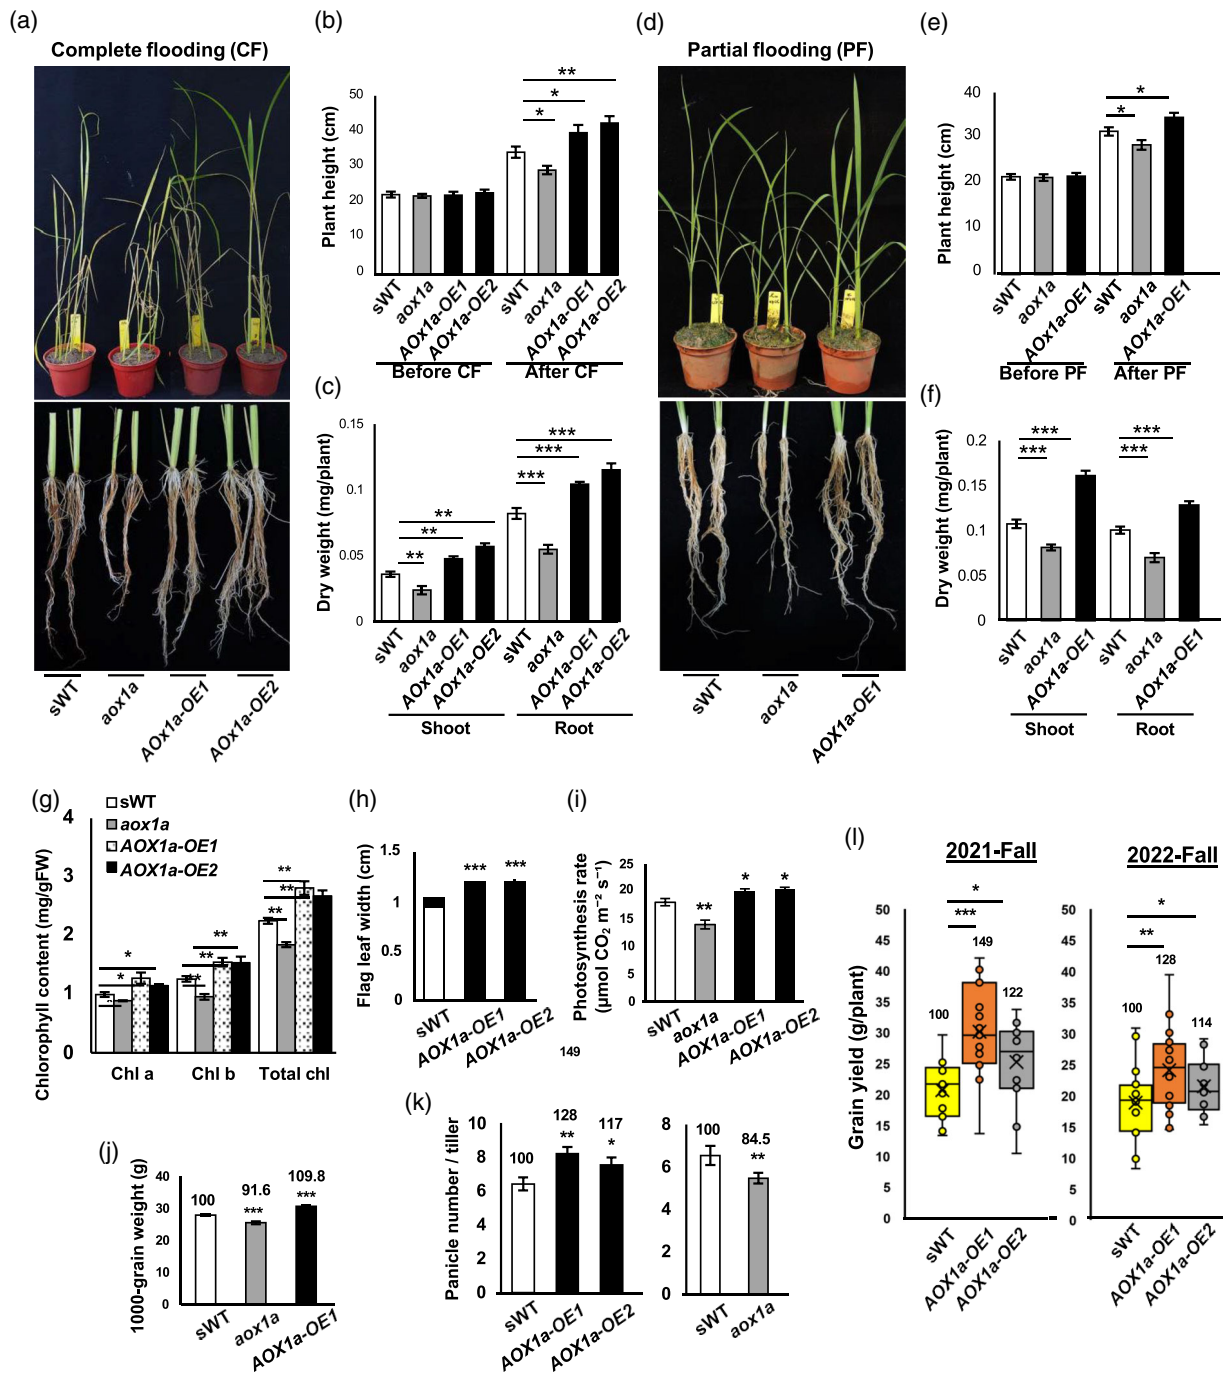 (a)
Complete flooding (CF)
sWT
aox1a
AOx1a-OE1
AOx1a-OE2
(b)
Plant height (cm)
50
40
30
20
10
0
**
*
*
sWT
aox1a
AOx1a-OE1
AOx1a-OE2
sWT
aox1a
AOx1a-OE1
AOx1a-OE2
Before CF
After CF
(c)
Dry weight (mg/plant)
0.15
0.1
0.05
0
**
**
**
***
***
***
sWT
aox1a
AOx1a-OE1
AOx1a-OE2
sWT
aox1a
AOx1a-OE1
AOx1a-OE2
Shoot
Root
(d)
Partial flooding (PF)
sWT
aox1a
AOX1a-OE1
(e)
Plant height (cm)
40
30
20
10
0
*
*
sWT
aox1a
AOx1a-OE1
sWT
aox1a
AOx1a-OE1
Before PF
After PF
(f)
Dry weight (mg/plant)
0.2
0.15
0.1
0.05
0
***
***
***
***
sWT
aox1a
AOx1a-OE1
sWT
aox1a
AOx1a-OE1
Shoot
Root
(g)
sWT
aox1a
AOX1a-OE1
AOX1a-OE2
Chlorophyll content (mg/gFW)
4
3
2
1
0
*
*
**
**
**
**
**
**
Chl a
Chl b
Total chl
(h)
Flag leaf width (cm)
1.5
1
0.5
0
***
***
sWT
AOX1a-OE1
AOX1a-OE2
149
(i)
Photosynthesis rate
(µmol CO₂ m⁻² s⁻¹)
25
20
15
10
5
0
**
*
*
sWT
aox1a
AOX1a-OE1
AOX1a-OE2
(j)
1000-grain weight (g)
40
30
20
10
0
100
91.6
***
109.8
***
sWT
aox1a
AOX1a-OE1
(k)
Panicle number / tiller
10
8
6
4
2
0
100
128
**
117
*
sWT
AOX1a-OE1
AOX1a-OE2
8
6
4
2
0
100
84.5
**
sWT
aox1a
(l)
2021-Fall
Grain yield (g/plant)
50
45
40
35
30
25
20
15
10
5
0
*
***
100
149
122
sWT
AOX1a-OE1
AOX1a-OE2
2022-Fall
50
45
40
35
30
25
20
15
10
5
0
*
**
100
128
114
sWT
AOX1a-OE1
AOX1a-OE2